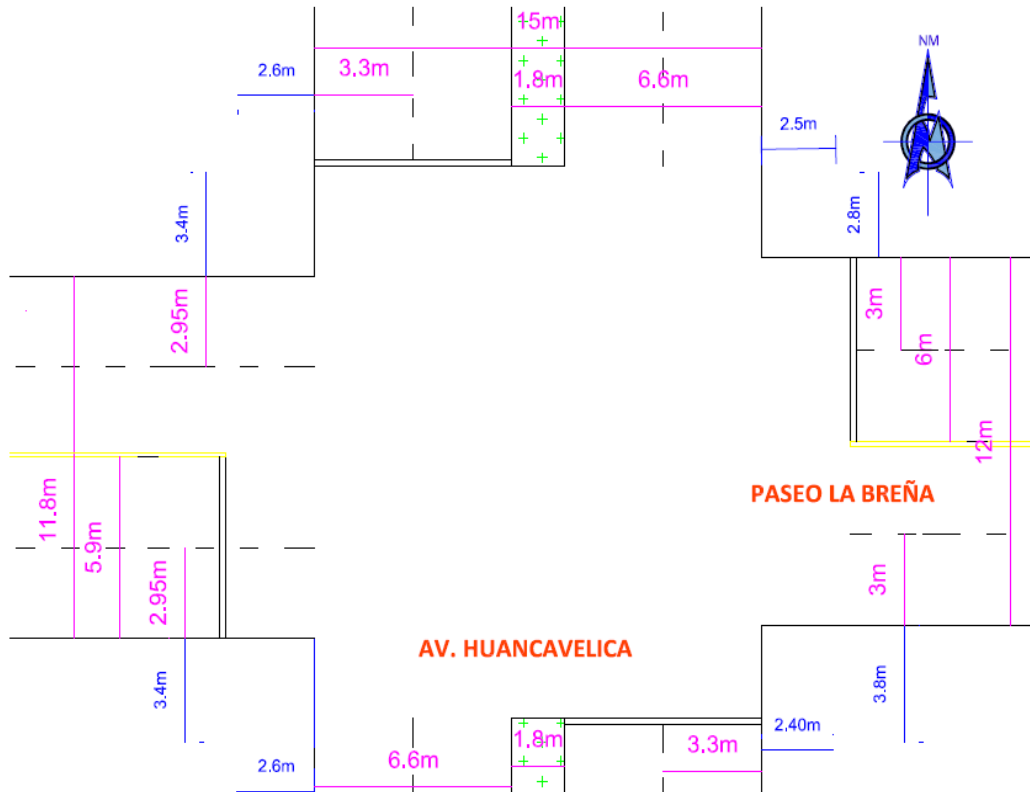 15m
NM
2.6m
3.3m
1.8m
6.6m
2.5m
3.4m
2.8m
2.95m
3m
6m
12m
11.8m
5.9m
PASEO LA BREÑA
2.95m
3m
AV. HUANCAVELICA
3.4m
3.8m
1.8m
3.3m
2,40m
2.6m
6.6m